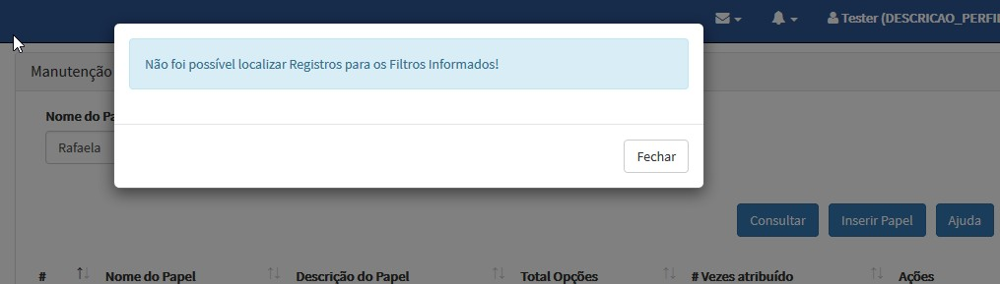 Tester (DESCRICAO_PERFI
Não foi possível localizar Registros para os Filtros Informados!
Manutenção
Nome do Pa
Rafaela
Fechar
Consultar Inserir Papel Ajuda
# Nome do Papel Descrição do Papel Total Opções # Vezes atribuído Ações